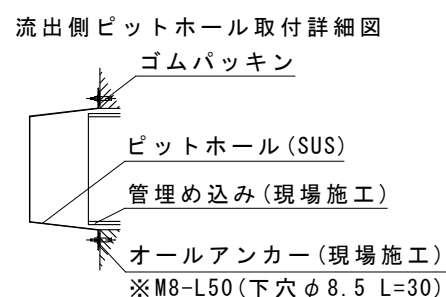 流出側ピットホール取付詳細図
ゴムパッキン
ピットホール(SUS)
管埋め込み(現場施工)
オールアンカー(現場施工)
※M8-L50(下穴φ8.5 L=30)